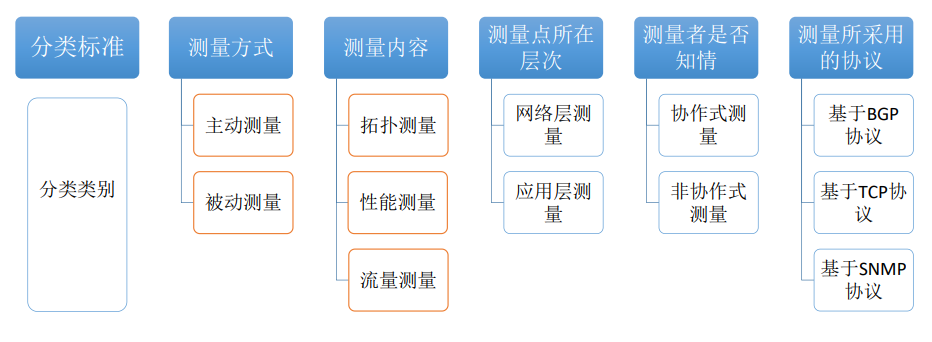 分类标准
分类类别
测量方式
主动测量
被动测量
测量内容
拓扑测量
性能测量
流量测量
测量点所在
层次
网络层测
量
应用层测
量
测量者是否
知情
协作式测
量
非协作式
测量
测量所采用
的协议
基于BGP
协议
基于TCP协
议
基于SNMP
协议